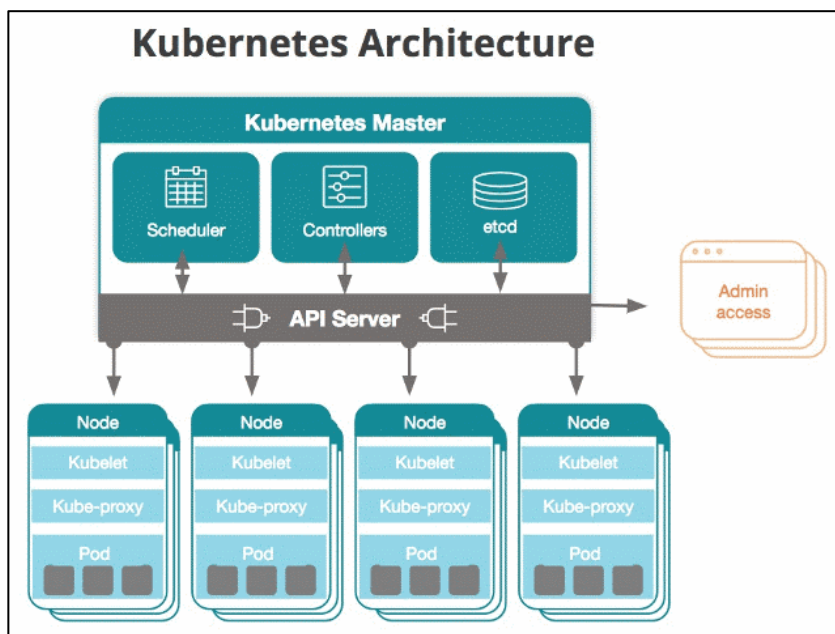 Kubernetes Architecture
Kubernetes Master
Scheduler
Controllers
etcd
API Server
Admin
access
Node
Kubelet
Kube-proxy
Pod
Node
Kubelet
Kube-proxy
Pod
Node
Kubelet
Kube-proxy
Pod
Node
Kubelet
Kube-proxy
Pod